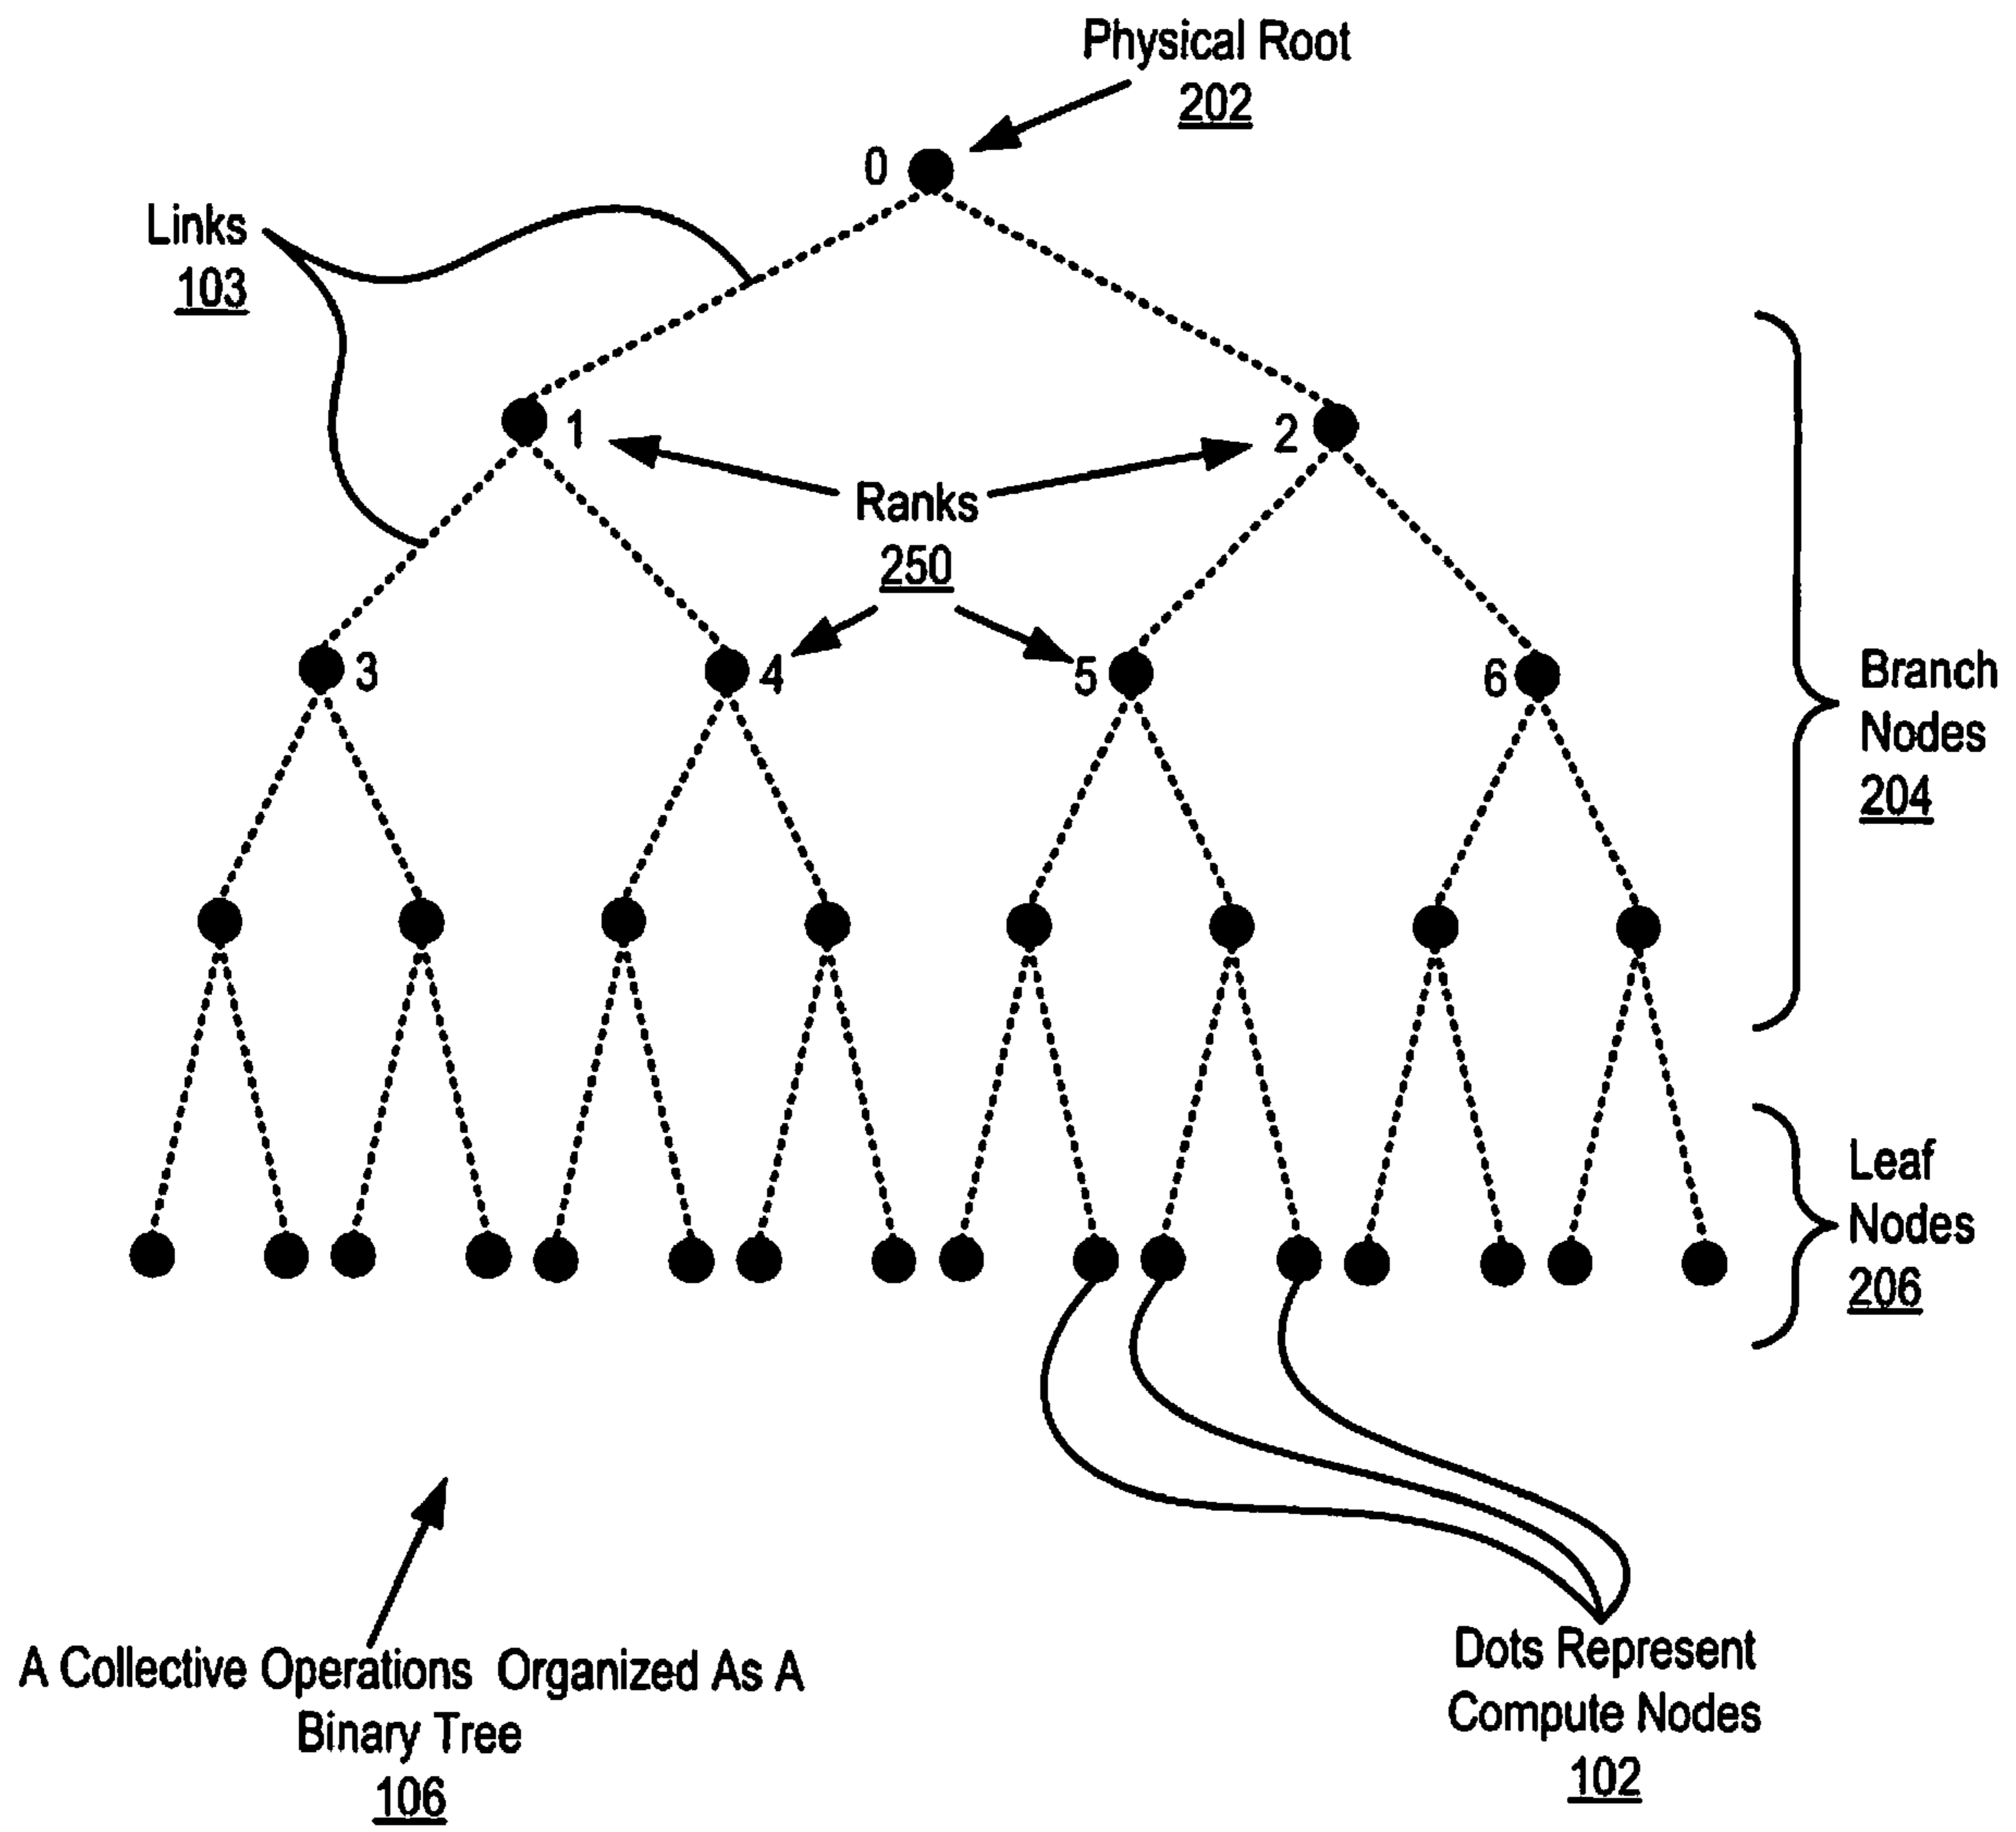 Physical Root
202
0
Links
103
1
2
Ranks
250
3
4
5
6
Branch
Nodes
204
Leaf
Nodes
206
A Collective Operations Organized As A
Binary Tree
106
Dots Represent
Compute Nodes
102